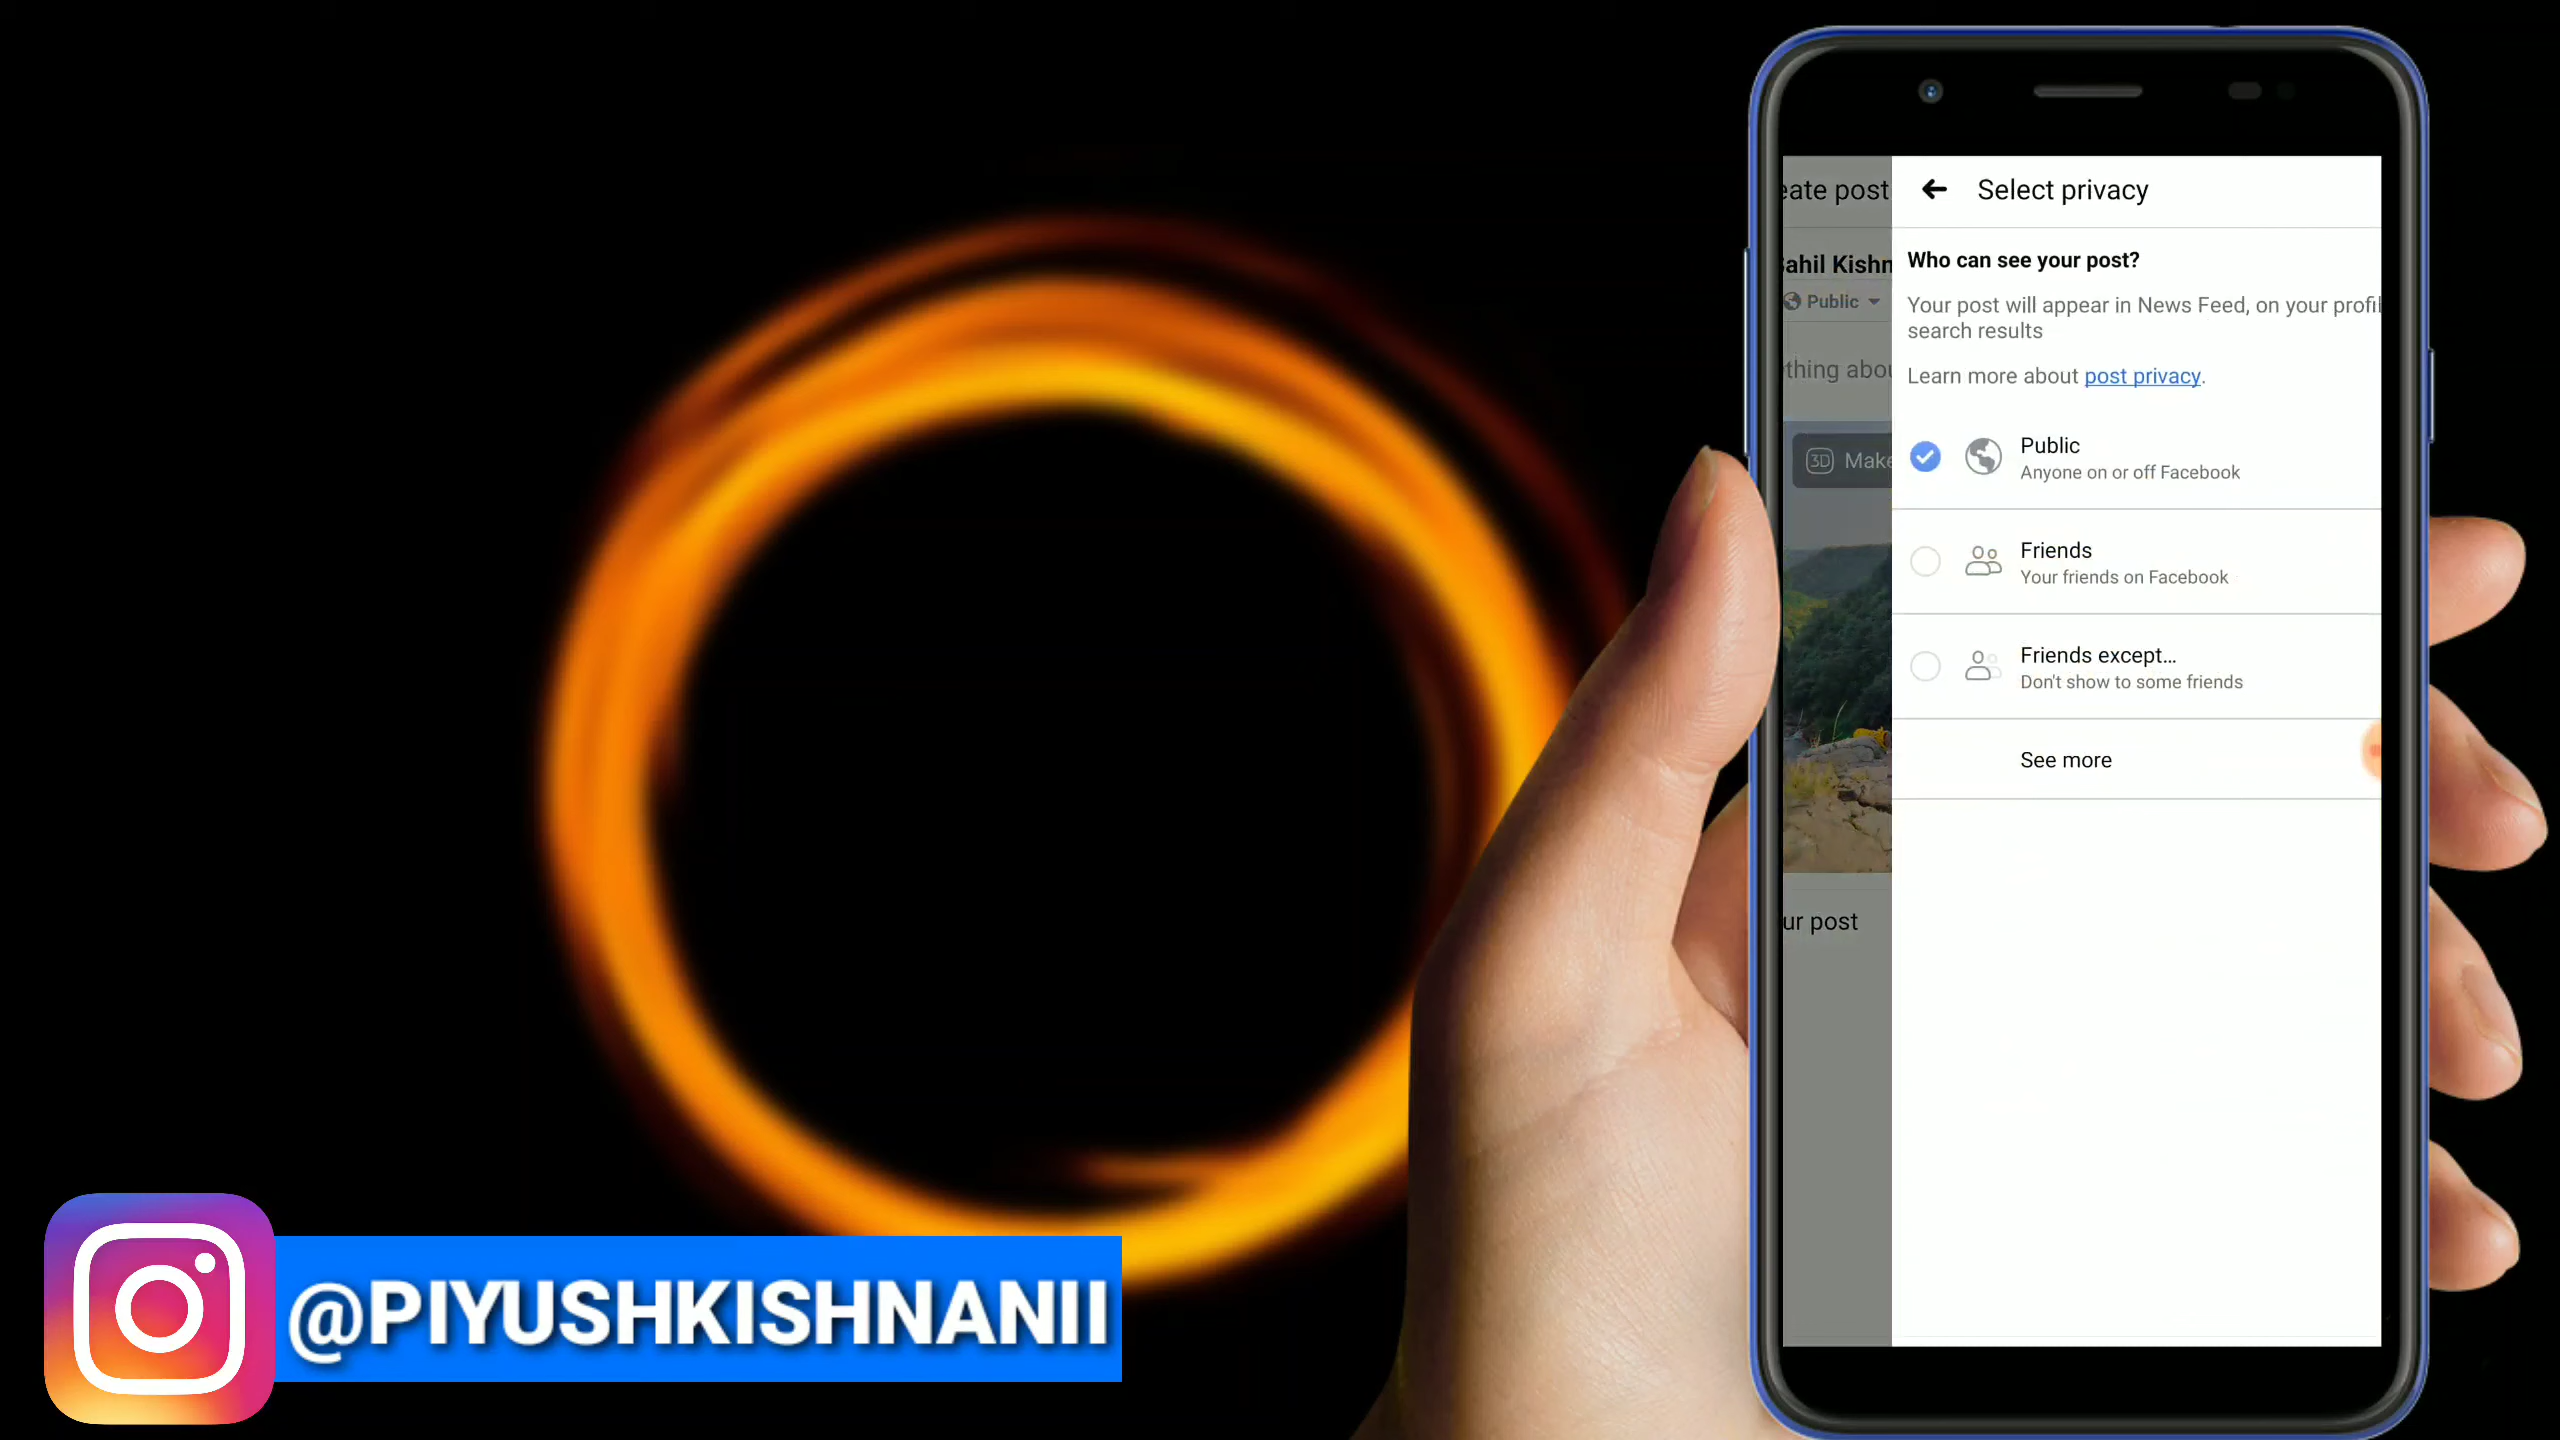 eate post
Select privacy
Who can see your post?
ahil Kishn
Public
Your post will appear in News Feed, on your profil
search results
thing abou
Learn more about post privacy.
3D Make
Public
Anyone on or off Facebook
Friends
Your friends on Facebook
Friends except...
Don't show to some friends
See more
ur post
@PIYUSHKISHNANII